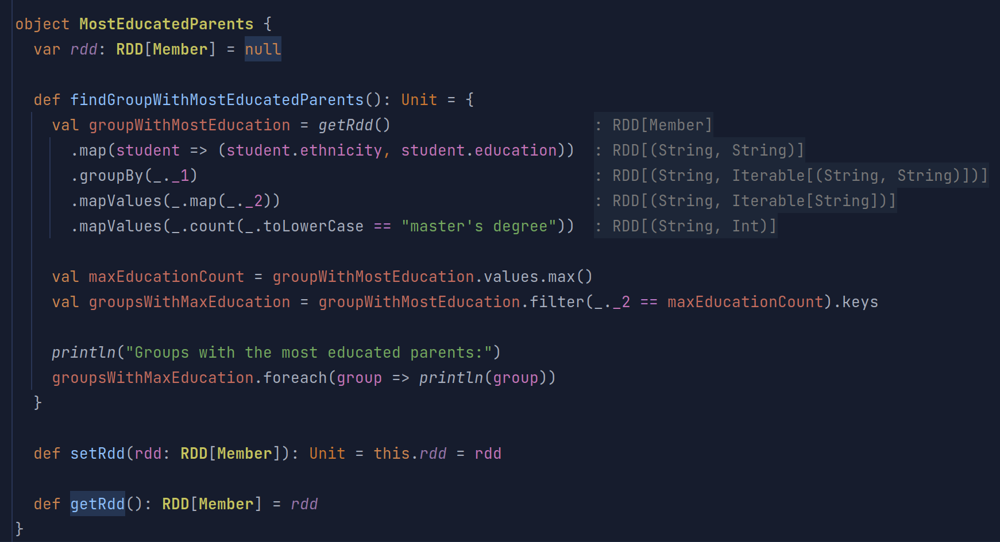 object MostEducatedParents {
  var rdd: RDD[Member] = null
  def findGroupWithMostEducatedParents(): Unit = {
    val groupWithMostEducation = getRdd() : RDD[Member]
      .map(student => (student.ethnicity, student.education)) : RDD[(String, String)]
      .groupBy(_._1) : RDD[(String, Iterable[(String, String)])]
      .mapValues(_.map(_._2)) : RDD[(String, Iterable[String])]
      .mapValues(_.count(_.toLowerCase == "master's degree")) : RDD[(String, Int)]
    val maxEducationCount = groupWithMostEducation.values.max()
    val groupsWithMaxEducation = groupWithMostEducation.filter(_._2 == maxEducationCount).keys
    println("Groups with the most educated parents:")
    groupsWithMaxEducation.foreach(group => println(group))
  }
  def setRdd(rdd: RDD[Member]): Unit = this.rdd = rdd
  def getRdd(): RDD[Member] = rdd
}